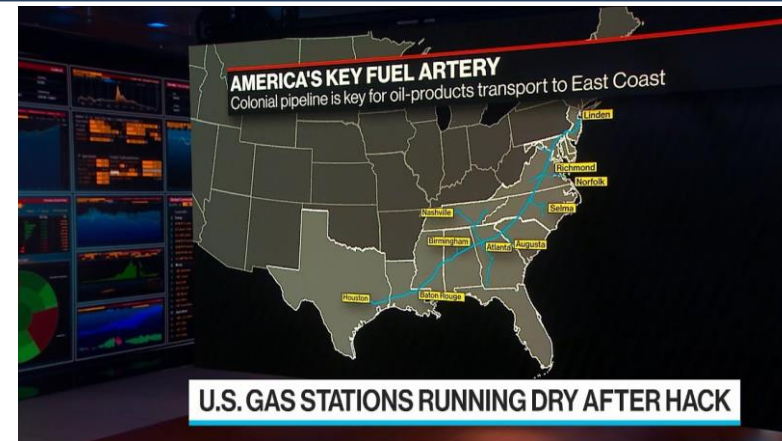 AMERICA'S KEY FUEL ARTERY
Colonial pipeline is key for oil-products transport to East Coast
Linden
Richmond
Norfolk
Nashville
Selma
Birmingham
Atlanta
Augusta
Houston
Baton Rouge
U.S. GAS STATIONS RUNNING DRY AFTER HACK